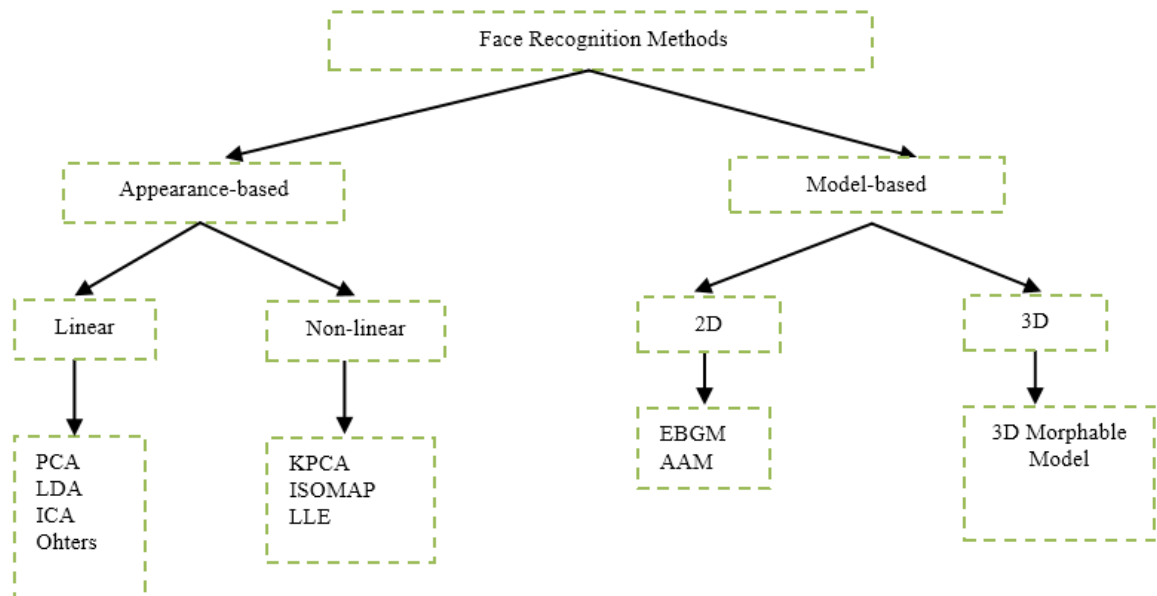 Face Recognition Methods
Appearance-based
Model-based
Linear
Non-linear
2D
3D
PCA
LDA
ICA
Ohters
KPCA
ISOMAP
LLE
EBGM
AAM
3D Morphable
Model